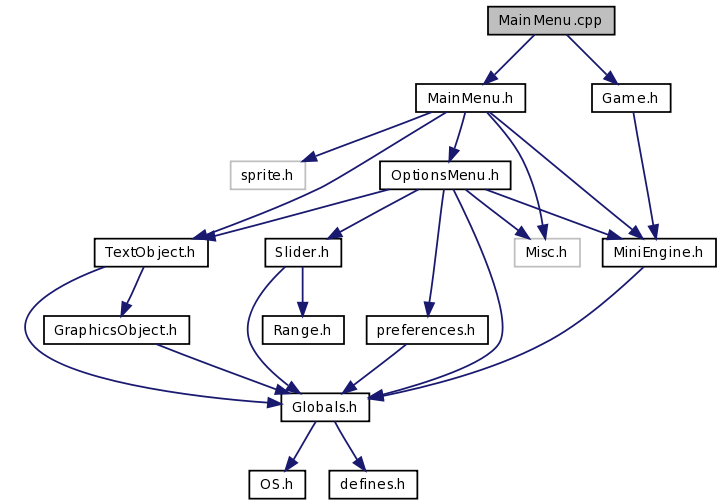 MainMenu.cpp
MainMenu.h
Game.h
sprite.h
OptionsMenu.h
TextObject.h
Slider.h
Misc.h
MiniEngine.h
GraphicsObject.h
Range.h
preferences.h
Globals.h
OS.h
defines.h